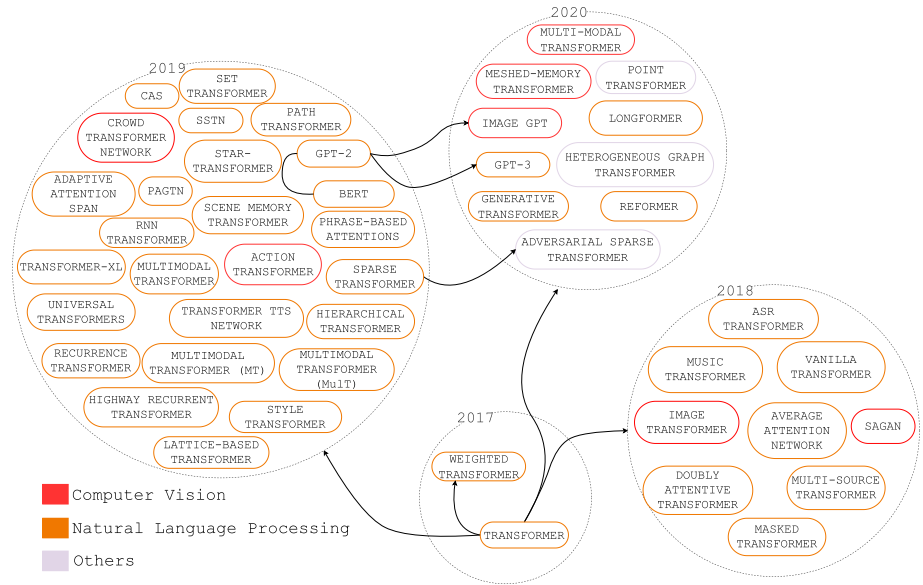 2019
SET
TRANSFORMER
CAS
SSTN
PATH
TRANSFORMER
CROWD
TRANSFORMER
NETWORK
STAR-
TRANSFORMER
GPT-2
ADAPTIVE
ATTENTION
SPAN
PAGTN
BERT
SCENE MEMORY
TRANSFORMER
PHRASE-BASED
ATTENTIONS
RNN
TRANSFORMER
TRANSFORMER-XL
MULTIMODAL
TRANSFORMER
ACTION
TRANSFORMER
SPARSE
TRANSFORMER
UNIVERSAL
TRANSFORMERS
TRANSFORMER TTS
NETWORK
HIERARCHICAL
TRANSFORMER
RECURRENCE
TRANSFORMER
MULTIMODAL
TRANSFORMER (MT)
MULTIMODAL
TRANSFORMER
(MulT)
HIGHWAY RECURRENT
TRANSFORMER
STYLE
TRANSFORMER
LATTICE-BASED
TRANSFORMER
2020
MULTI-MODAL
TRANSFORMER
MESHED-MEMORY
TRANSFORMER
POINT
TRANSFORMER
IMAGE GPT
LONGFORMER
GPT-3
HETEROGENEOUS GRAPH
TRANSFORMER
GENERATIVE
TRANSFORMER
REFORMER
ADVERSARIAL SPARSE
TRANSFORMER
2018
ASR
TRANSFORMER
MUSIC
TRANSFORMER
VANILLA
TRANSFORMER
IMAGE
TRANSFORMER
AVERAGE
ATTENTION
NETWORK
SAGAN
DOUBLY
ATTENTIVE
TRANSFORMER
MULTI-SOURCE
TRANSFORMER
MASKED
TRANSFORMER
2017
WEIGHTED
TRANSFORMER
TRANSFORMER
Computer Vision
Natural Language Processing
Others